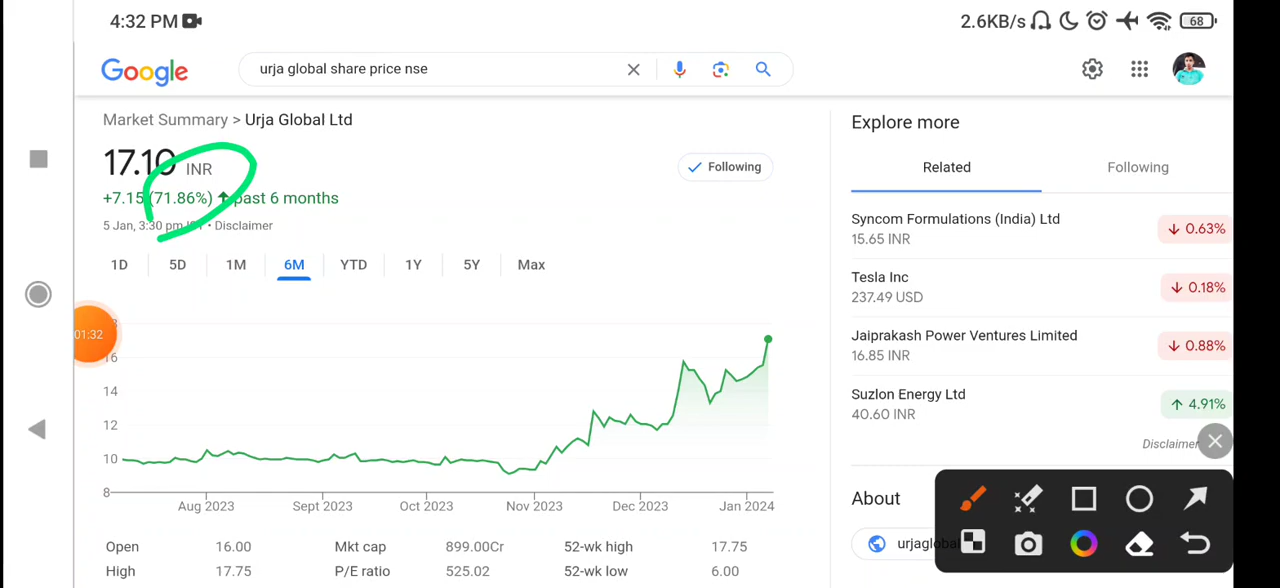 4:32 PM
2.6KB/s 68
Google
urja global share price nse
Market Summary > Urja Global Ltd
17.10 INR
+7.15 (71.86%) past 6 months
5 Jan, 3:30 pm • Disclaimer
Following
1D 5D 1M 6M YTD 1Y 5Y Max
01:32
16
14
12
10
8
Aug 2023 Sept 2023 Oct 2023 Nov 2023 Dec 2023 Jan 2024
Open 16.00 Mkt cap 899.00Cr 52-wk high 17.75
High 17.75 P/E ratio 525.02 52-wk low 6.00
Explore more
Related Following
Syncom Formulations (India) Ltd
15.65 INR
0.63%
Tesla Inc
237.49 USD
0.18%
Jaiprakash Power Ventures Limited
16.85 INR
0.88%
Suzlon Energy Ltd
40.60 INR
4.91%
Disclaimer
About
urjaglobal